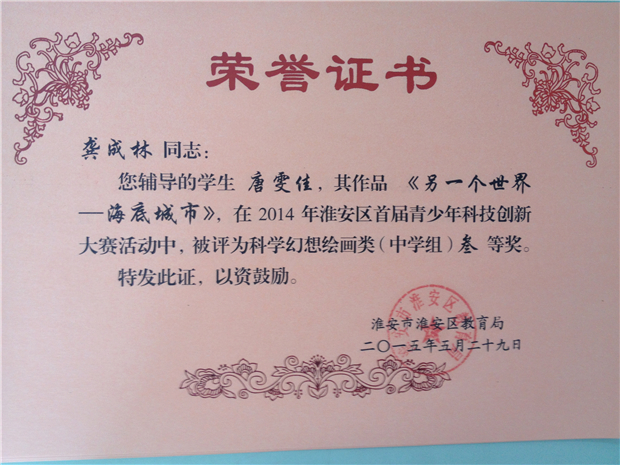 荣誉证书
龚成林 同志：
您辅导的学生 唐雯佳，其作品 《另一个世界
——海底城市》，在 2014 年淮安区首届青少年科技创新
大赛活动中，被评为科学幻想绘画类（中学组）叁 等奖。
特发此证，以资鼓励。
淮安市淮安区教育局
二〇一五年五月二十九日